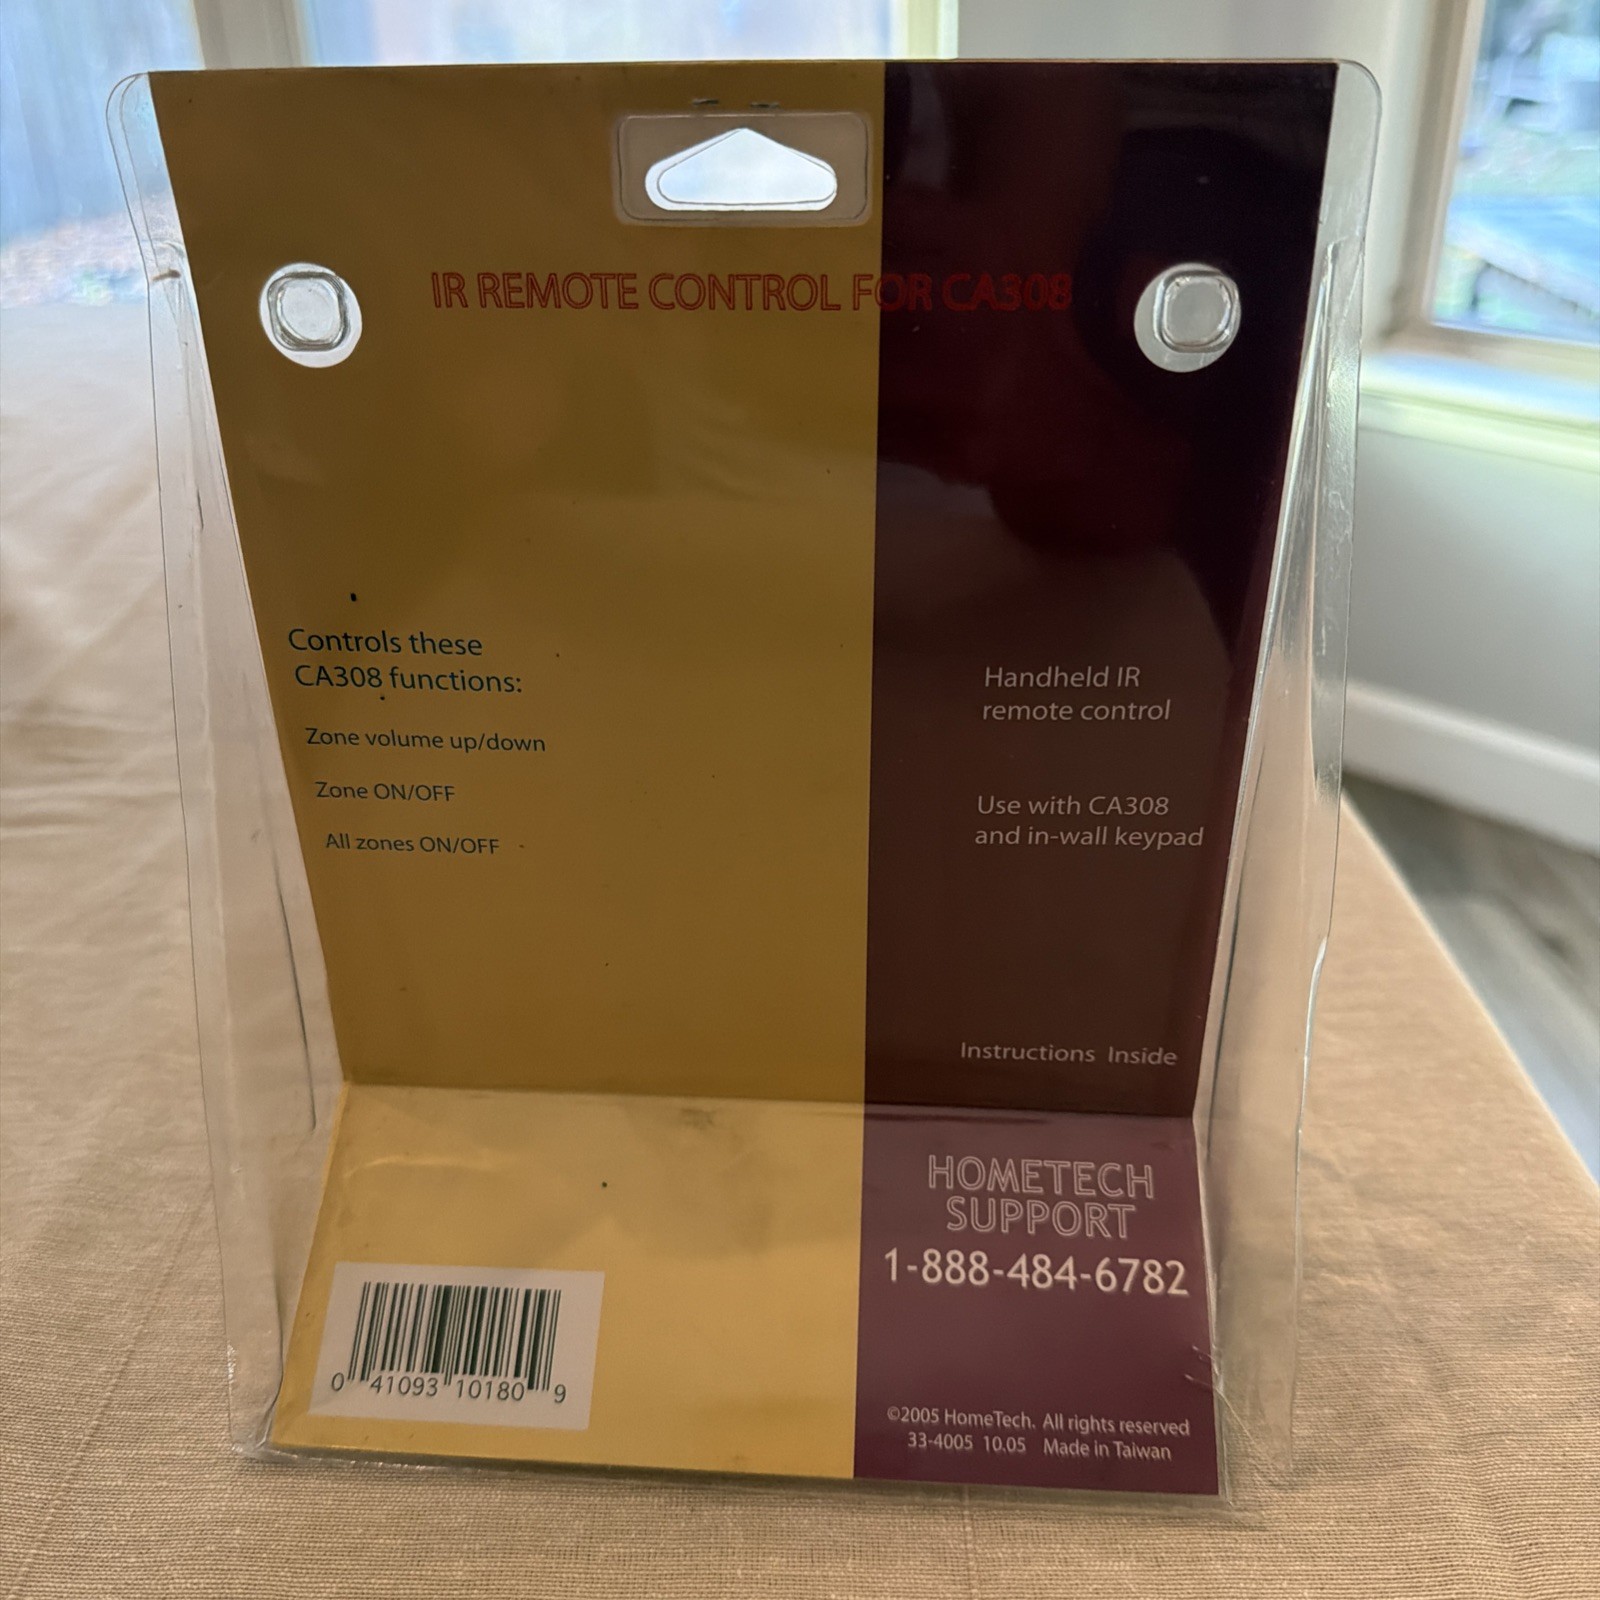 IR REMOTE CONTROL FOR CA308
Controls these
CA308 functions:
Zone volume up/down
Zone ON/OFF
All zones ON/OFF
Handheld IR
remote control
Use with CA308
and in-wall keypad
Instructions Inside
HOMETECH
SUPPORT
1-888-484-6782
0 41093 10180 9
©2005 HomeTech. All rights reserved
33-4005 10.05 Made in Taiwan